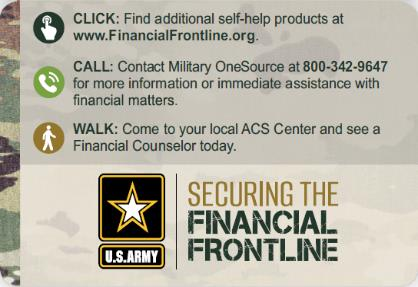 CLICK: Find additional self-help products at
www.FinancialFrontline.org.
CALL: Contact Military OneSource at 800-342-9647
for more information or immediate assistance with
financial matters.
WALK: Come to your local ACS Center and see a
Financial Counselor today.
U.S.ARMY
SECURING THE
FINANCIAL
FRONTLINE